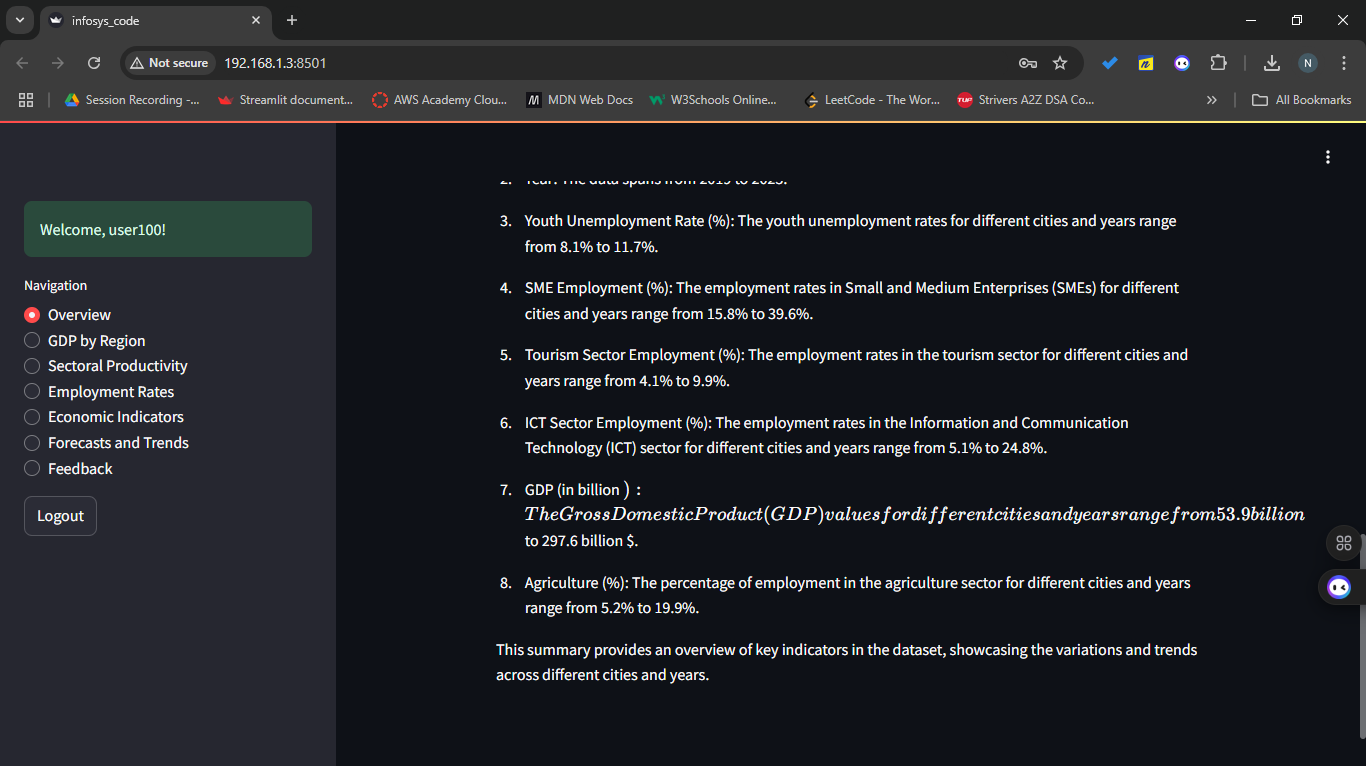 infosys_code
Not secure
192.168.1.3:8501
N
Session Recording -...
Streamlit document...
AWS Academy Clou...
MDN Web Docs
W3Schools Online...
LeetCode - The Wor...
TUF
Strivers A2Z DSA Co...
All Bookmarks
Welcome, user100!
Navigation
Overview
GDP by Region
Sectoral Productivity
Employment Rates
Economic Indicators
Forecasts and Trends
Feedback
Logout
2. Year: The data spans from 2019 to 2023.
3. Youth Unemployment Rate (%): The youth unemployment rates for different cities and years range
from 8.1% to 11.7%.
4. SME Employment (%): The employment rates in Small and Medium Enterprises (SMEs) for different
cities and years range from 15.8% to 39.6%.
5. Tourism Sector Employment (%): The employment rates in the tourism sector for different cities and
years range from 4.1% to 9.9%.
6. ICT Sector Employment (%): The employment rates in the Information and Communication
Technology (ICT) sector for different cities and years range from 5.1% to 24.8%.
7. GDP (in billion ) :
TheGrossDomesticProduct(GDP)valuesfordifferentcitiesandyearsrangefrom53.9billion
to 297.6 billion $.
8. Agriculture (%): The percentage of employment in the agriculture sector for different cities and years
range from 5.2% to 19.9%.
This summary provides an overview of key indicators in the dataset, showcasing the variations and trends
across different cities and years.